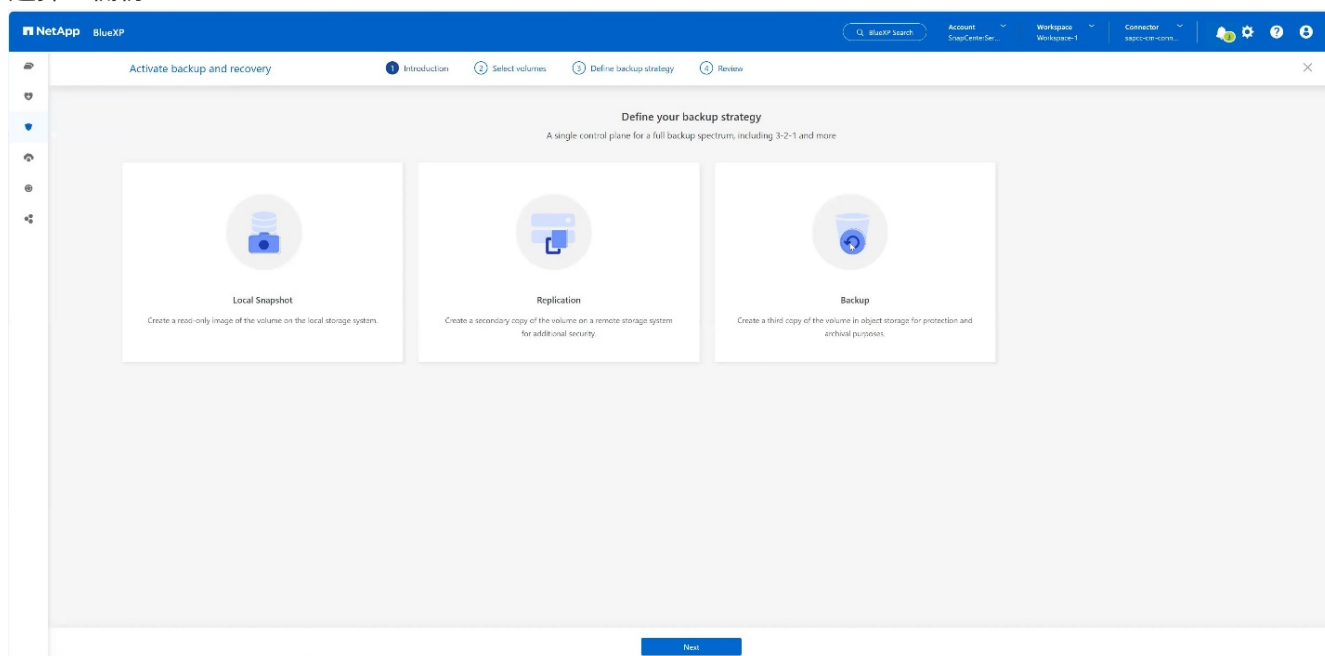 NetApp BlueXP
BlueXP Search
Account
SnapCenterSer...
Workspace
Workspace-1
Connector
sapcc-cm-conn...
Activate backup and recovery
1 Introduction
2 Select volumes
3 Define backup strategy
4 Review
Define your backup strategy
A single control plane for a full backup spectrum, including 3-2-1 and more
Local Snapshot
Create a read-only image of the volume on the local storage system.
Replication
Create a secondary copy of the volume on a remote storage system
for additional security.
Backup
Create a third copy of the volume in object storage for protection and
archival purposes.
Next